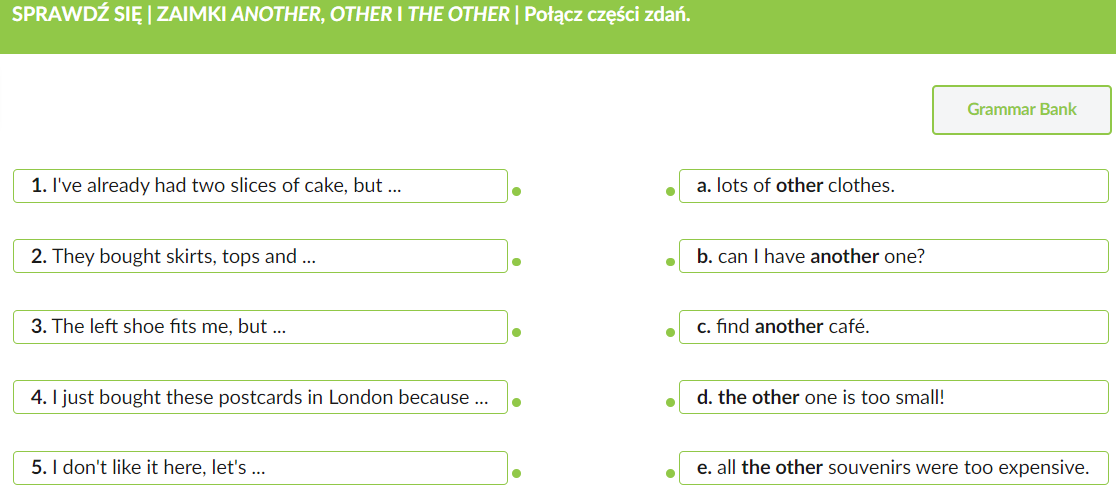 SPRAWDŹ SIĘ | ZAIMKI ANOTHER, OTHER I THE OTHER | Połącz części zdań.
Grammar Bank
1. I've already had two slices of cake, but ...
a. lots of other clothes.
2. They bought skirts, tops and ...
b. can I have another one?
3. The left shoe fits me, but ...
c. find another café.
4. I just bought these postcards in London because ...
d. the other one is too small!
5. I don't like it here, let's ...
e. all the other souvenirs were too expensive.